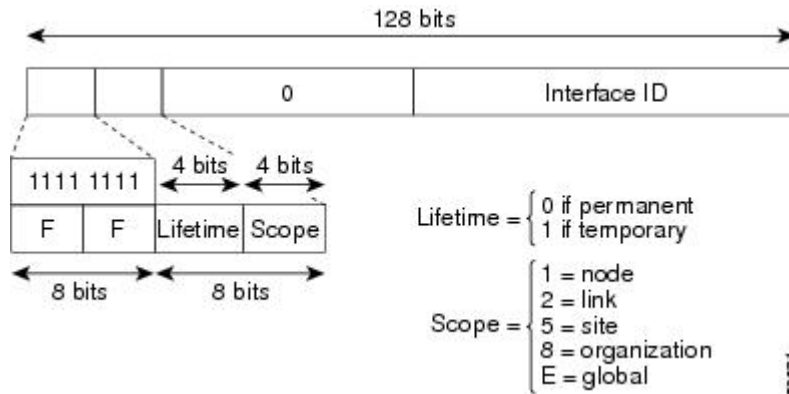 128 bits
0 Interface ID
4 bits 4 bits
1111 1111
F F Lifetime Scope
8 bits 8 bits
Lifetime = 0 if permanent
1 if temporary
Scope = 1 = node
2 = link
5 = site
8 = organization
E = global